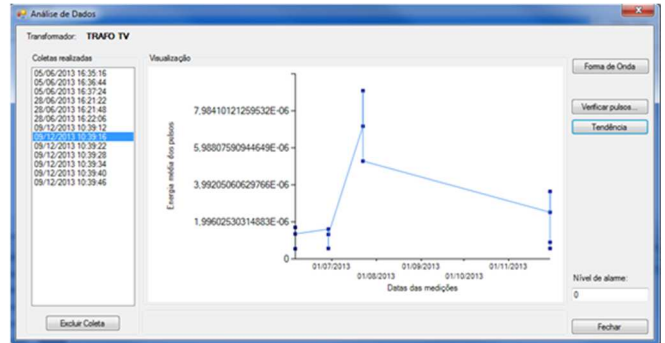 Análise de Dados
Transformador: TRAFO TV
Coletas realizadas
05/06/2013 16:35:16
05/06/2013 16:36:44
05/06/2013 16:37:24
28/06/2013 16:21:22
28/06/2013 16:21:48
28/06/2013 16:22:06
09/12/2013 10:39:12
09/12/2013 10:39:16
09/12/2013 10:39:22
09/12/2013 10:39:28
09/12/2013 10:39:34
09/12/2013 10:39:40
09/12/2013 10:39:46
Excluir Coleta
Visualização
Energia média dos pulsos
7,98410121259532E-06
5,98807590944649E-06
3,99205060629766E-06
1,99602530314883E-06
0
01/07/2013 01/09/2013 01/11/2013
01/08/2013 01/10/2013
Datas das medições
Forma de Onda
Verificar pulsos...
Tendência
Nível de alarme:
0
Fechar